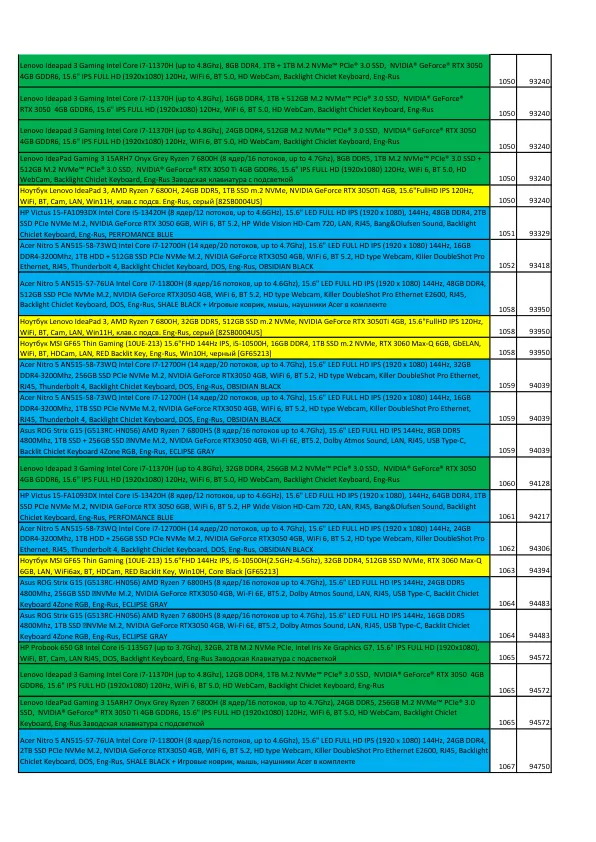 Lenovo Ideapad 3 Gaming Intel Core i7-11370H (up to 4.8Ghz), 8GB DDR4, 1TB + 1TB M.2 NVMe™ PCIe® 3.0 SSD,  NVIDIA® GeForce® RTX 3050
4GB GDDR6, 15.6" IPS FULL HD (1920x1080) 120Hz, WiFi 6, BT 5.0, HD WebCam, Backlight Chiclet Keyboard, Eng-Rus
1050 93240
Lenovo Ideapad 3 Gaming Intel Core i7-11370H (up to 4.8Ghz), 16GB DDR4, 1TB + 512GB M.2 NVMe™ PCIe® 3.0 SSD,  NVIDIA® GeForce®
RTX 3050  4GB GDDR6, 15.6" IPS FULL HD (1920x1080) 120Hz, WiFi 6, BT 5.0, HD WebCam, Backlight Chiclet Keyboard, Eng-Rus
1050 93240
Lenovo Ideapad 3 Gaming Intel Core i7-11370H (up to 4.8Ghz), 24GB DDR4, 512GB M.2 NVMe™ PCIe® 3.0 SSD,  NVIDIA® GeForce® RTX 3050
4GB GDDR6, 15.6" IPS FULL HD (1920x1080) 120Hz, WiFi 6, BT 5.0, HD WebCam, Backlight Chiclet Keyboard, Eng-Rus
1050 93240
Lenovo IdeaPad Gaming 3 15ARH7 Onyx Grey Ryzen 7 6800H (8 ядер/16 потоков, up to 4.7Ghz), 8GB DDR5, 1TB M.2 NVMe™ PCIe® 3.0 SSD +
512GB M.2 NVMe™ PCIe® 3.0 SSD,  NVIDIA® GeForce® RTX 3050 Ti 4GB GDDR6, 15.6" IPS FULL HD (1920x1080) 120Hz, WiFi 6, BT 5.0, HD
WebCam, Backlight Chiclet Keyboard, Eng-Rus Заводская клавиатура с подсветкой
1050 93240
Ноутбук Lenovo IdeaPad 3, AMD Ryzen 7 6800H, 24GB DDR5, 1TB SSD m.2 NVMe, NVIDIA GeForce RTX 3050Ti 4GB, 15.6"FullHD IPS 120Hz,
WiFi, BT, Cam, LAN, Win11H, клав.с подсв. Eng-Rus, серый [82SB0004US]
1050 93240
HP Victus 15-FA1093DX Intel Core i5-13420H (8 ядер/12 потоков, up to 4.6GHz), 15.6" LED FULL HD IPS (1920 x 1080), 144Hz, 48GB DDR4, 2TB
SSD PCIe NVMe M.2, NVIDIA GeForce RTX3050 6GB, WiFi 6, BT 5.2, HP Wide Vision HD-Cam 720, LAN, RJ45, Bang&Olufsen Sound, Backlight
Chiclet Keyboard, Eng-Rus, PERFOMANCE BLUE
1051 93329
Acer Nitro 5 AN515-58-73WQ Intel Core i7-12700H (14 ядер/20 потоков, up to 4.7Ghz), 15.6" LED FULL HD IPS (1920 x 1080) 144Hz, 16GB
DDR4-3200Mhz, 1TB HDD + 512GB SSD PCIe NVMe M.2, NVIDIA GeForce RTX3050 4GB, WiFi 6, BT 5.2, HD type Webcam, Killer DoubleShot Pro
Ethernet, RJ45, Thunderbolt 4, Backlight Chiclet Keyboard, DOS, Eng-Rus, OBSIDIAN BLACK
1052 93418
Acer Nitro 5 AN515-57-76UA Intel Core i7-11800H (8 ядер/16 потоков, up to 4.6Ghz), 15.6" LED FULL HD IPS (1920 x 1080) 144Hz, 48GB DDR4,
512GB SSD PCIe NVMe M.2, NVIDIA GeForce RTX3050 4GB, WiFi 6, BT 5.2, HD type Webcam, Killer DoubleShot Pro Ethernet E2600, RJ45,
Backlight Chiclet Keyboard, DOS, Eng-Rus, SHALE BLACK + Игровые коврик, мышь, наушники Acer в комплекте
1058 93950
Ноутбук Lenovo IdeaPad 3, AMD Ryzen 7 6800H, 32GB DDR5, 512GB SSD m.2 NVMe, NVIDIA GeForce RTX 3050Ti 4GB, 15.6"FullHD IPS 120Hz,
WiFi, BT, Cam, LAN, Win11H, клав.с подсв. Eng-Rus, серый [82SB0004US]
1058 93950
Ноутбук MSI GF65 Thin Gaming (10UE-213) 15.6"FHD 144Hz IPS, i5-10500H, 16GB DDR4, 1TB SSD m.2 NVMe, RTX 3060 Max-Q 6GB, GbELAN,
WiFi, BT, HDCam, LAN, RED Backlit Key, Eng-Rus, Win10H, черный [GF65213]
1058 93950
Acer Nitro 5 AN515-58-73WQ Intel Core i7-12700H (14 ядер/20 потоков, up to 4.7Ghz), 15.6" LED FULL HD IPS (1920 x 1080) 144Hz, 32GB
DDR4-3200Mhz, 256GB SSD PCIe NVMe M.2, NVIDIA GeForce RTX3050 4GB, WiFi 6, BT 5.2, HD type Webcam, Killer DoubleShot Pro Ethernet,
RJ45, Thunderbolt 4, Backlight Chiclet Keyboard, DOS, Eng-Rus, OBSIDIAN BLACK
1059 94039
Acer Nitro 5 AN515-58-73WQ Intel Core i7-12700H (14 ядер/20 потоков, up to 4.7Ghz), 15.6" LED FULL HD IPS (1920 x 1080) 144Hz, 16GB
DDR4-3200Mhz, 1TB SSD PCIe NVMe M.2, NVIDIA GeForce RTX3050 4GB, WiFi 6, BT 5.2, HD type Webcam, Killer DoubleShot Pro Ethernet,
RJ45, Thunderbolt 4, Backlight Chiclet Keyboard, DOS, Eng-Rus, OBSIDIAN BLACK
1059 94039
Asus ROG Strix G15 (G513RC-HN056) AMD Ryzen 7 6800HS (8 ядер/16 потоков up to 4.7Ghz), 15.6" LED FULL HD IPS 144Hz, 8GB DDR5
4800Mhz, 1TB SSD + 256GB SSD NVMe M.2, NVIDIA GeForce RTX3050 4GB, Wi-Fi 6E, BT5.2, Dolby Atmos Sound, LAN, RJ45, USB Type-C,
Backlit Chiclet Keyboard 4Zone RGB, Eng-Rus, ECLIPSE GRAY
1059 94039
Lenovo Ideapad 3 Gaming Intel Core i7-11370H (up to 4.8Ghz), 32GB DDR4, 256GB M.2 NVMe™ PCIe® 3.0 SSD,  NVIDIA® GeForce® RTX 3050
4GB GDDR6, 15.6" IPS FULL HD (1920x1080) 120Hz, WiFi 6, BT 5.0, HD WebCam, Backlight Chiclet Keyboard, Eng-Rus
1060 94128
HP Victus 15-FA1093DX Intel Core i5-13420H (8 ядер/12 потоков, up to 4.6GHz), 15.6" LED FULL HD IPS (1920 x 1080), 144Hz, 64GB DDR4, 1TB
SSD PCIe NVMe M.2, NVIDIA GeForce RTX3050 6GB, WiFi 6, BT 5.2, HP Wide Vision HD-Cam 720, LAN, RJ45, Bang&Olufsen Sound, Backlight
Chiclet Keyboard, Eng-Rus, PERFOMANCE BLUE
1061 94217
Acer Nitro 5 AN515-58-73WQ Intel Core i7-12700H (14 ядер/20 потоков, up to 4.7Ghz), 15.6" LED FULL HD IPS (1920 x 1080) 144Hz, 24GB
DDR4-3200Mhz, 1TB HDD + 256GB SSD PCIe NVMe M.2, NVIDIA GeForce RTX3050 4GB, WiFi 6, BT 5.2, HD type Webcam, Killer DoubleShot Pro
Ethernet, RJ45, Thunderbolt 4, Backlight Chiclet Keyboard, DOS, Eng-Rus, OBSIDIAN BLACK
1062 94306
Ноутбук MSI GF65 Thin Gaming (10UE-213) 15.6"FHD 144Hz IPS, i5-10500H(2.5GHz-4.5Ghz), 32GB DDR4, 512GB SSD NVMe, RTX 3060 Max-Q
6GB, LAN, WiFi6ax, BT, HDCam, RED Backlit Key, Win10H, Core Black [GF65213]
1063 94394
Asus ROG Strix G15 (G513RC-HN056) AMD Ryzen 7 6800HS (8 ядер/16 потоков up to 4.7Ghz), 15.6" LED FULL HD IPS 144Hz, 24GB DDR5
4800Mhz, 256GB SSD NVMe M.2, NVIDIA GeForce RTX3050 4GB, Wi-Fi 6E, BT5.2, Dolby Atmos Sound, LAN, RJ45, USB Type-C, Backlit Chiclet
Keyboard 4Zone RGB, Eng-Rus, ECLIPSE GRAY
1064 94483
Asus ROG Strix G15 (G513RC-HN056) AMD Ryzen 7 6800HS (8 ядер/16 потоков up to 4.7Ghz), 15.6" LED FULL HD IPS 144Hz, 16GB DDR5
4800Mhz, 1TB SSD NVMe M.2, NVIDIA GeForce RTX3050 4GB, Wi-Fi 6E, BT5.2, Dolby Atmos Sound, LAN, RJ45, USB Type-C, Backlit Chiclet
Keyboard 4Zone RGB, Eng-Rus, ECLIPSE GRAY
1064 94483
HP Probook 650 G8 Intel Core i5-1135G7 (up to 3.7Ghz), 32GB, 2TB M.2 NVMe PCIe, Intel Iris Xe Graphics G7, 15.6" IPS FULL HD (1920x1080),
WiFi, BT, Cam, LAN RJ45, DOS, Backlight Keyboard, Eng-Rus Заводская Клавиатура с подсветкой
1065 94572
Lenovo Ideapad 3 Gaming Intel Core i7-11370H (up to 4.8Ghz), 12GB DDR4, 1TB M.2 NVMe™ PCIe® 3.0 SSD,  NVIDIA® GeForce® RTX 3050  4GB
GDDR6, 15.6" IPS FULL HD (1920x1080) 120Hz, WiFi 6, BT 5.0, HD WebCam, Backlight Chiclet Keyboard, Eng-Rus
1065 94572
Lenovo IdeaPad Gaming 3 15ARH7 Onyx Grey Ryzen 7 6800H (8 ядер/16 потоков, up to 4.7Ghz), 24GB DDR5, 256GB M.2 NVMe™ PCIe® 3.0
SSD,  NVIDIA® GeForce® RTX 3050 Ti 4GB GDDR6, 15.6" IPS FULL HD (1920x1080) 120Hz, WiFi 6, BT 5.0, HD WebCam, Backlight Chiclet
Keyboard, Eng-Rus Заводская клавиатура с подсветкой
1065 94572
Acer Nitro 5 AN515-57-76UA Intel Core i7-11800H (8 ядер/16 потоков, up to 4.6Ghz), 15.6" LED FULL HD IPS (1920 x 1080) 144Hz, 24GB DDR4,
2TB SSD PCIe NVMe M.2, NVIDIA GeForce RTX3050 4GB, WiFi 6, BT 5.2, HD type Webcam, Killer DoubleShot Pro Ethernet E2600, RJ45, Backlight
Chiclet Keyboard, DOS, Eng-Rus, SHALE BLACK + Игровые коврик, мышь, наушники Acer в комплекте
1067 94750